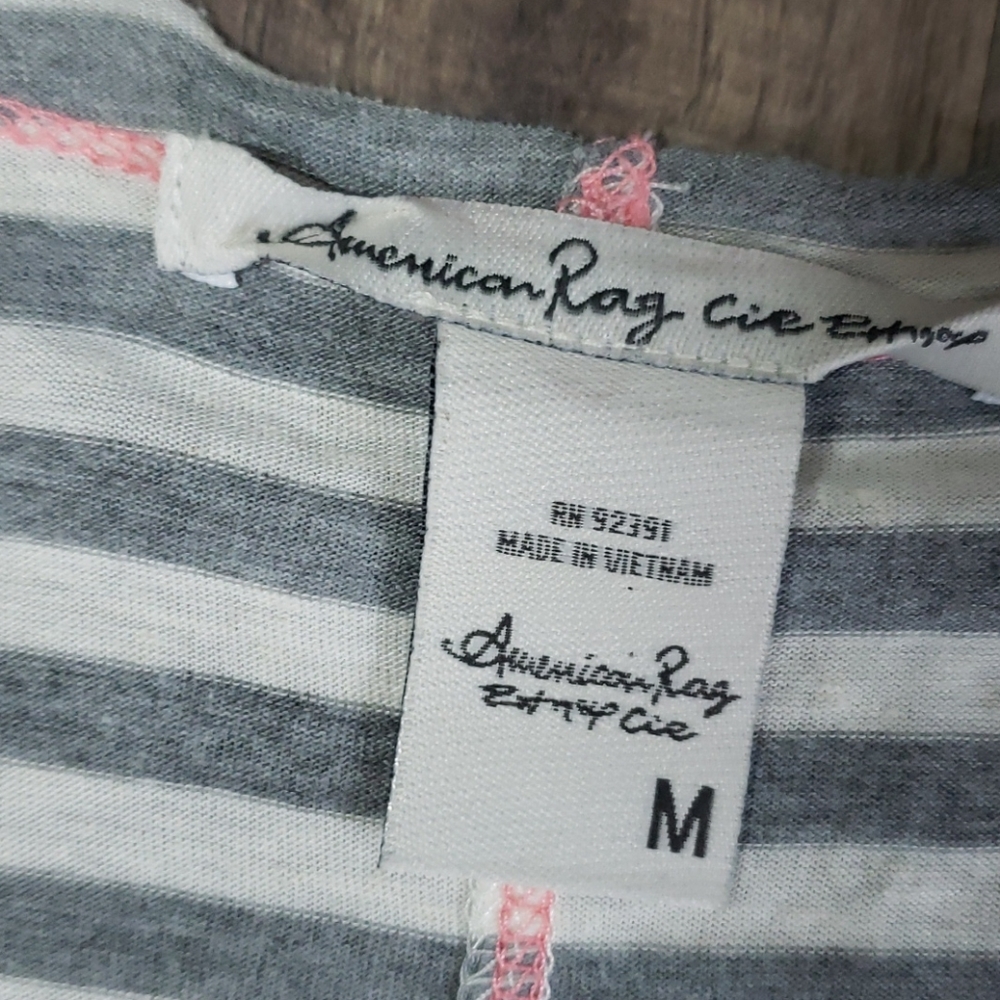 American Rag Cie
RN 92391
MADE IN VIETNAM
American Rag
Cie
M